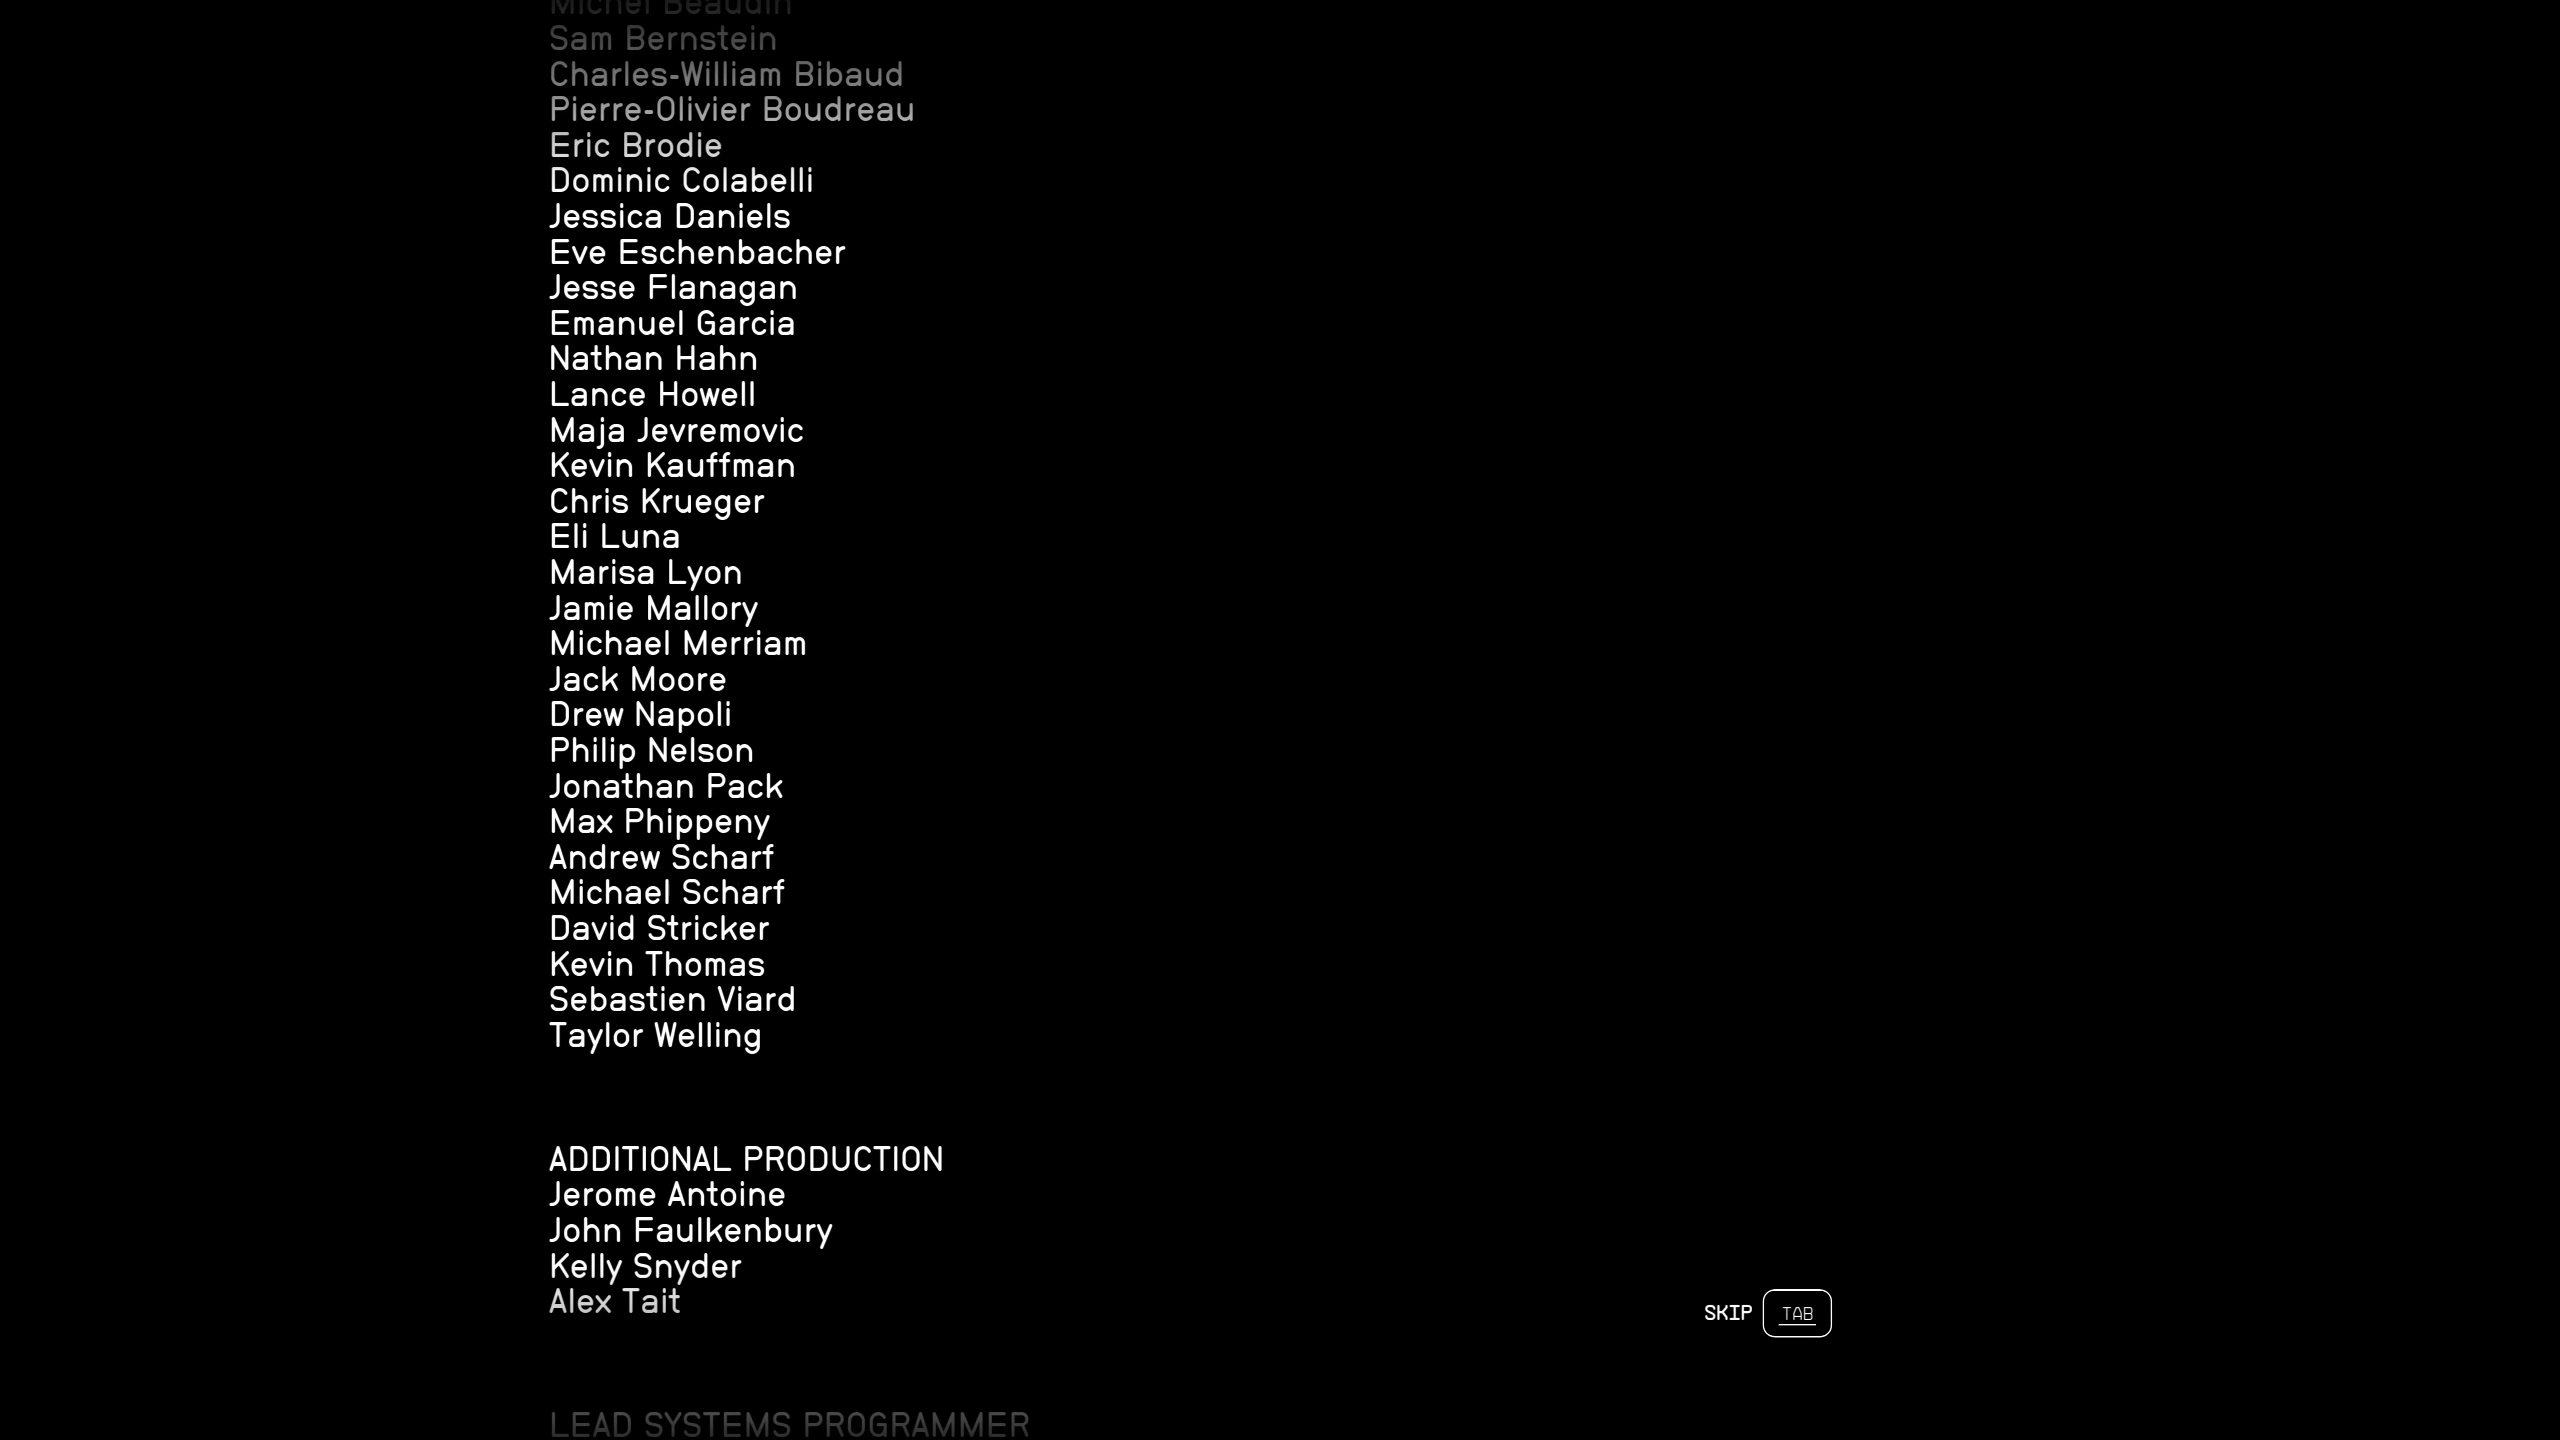 Michel Beaudin
Sam Bernstein
Charles-William Bibaud
Pierre-Olivier Boudreau
Eric Brodie
Dominic Colabelli
Jessica Daniels
Eve Eschenbacher
Jesse Flanagan
Emanuel Garcia
Nathan Hahn
Lance Howell
Maja Jevremovic
Kevin Kauffman
Chris Krueger
Eli Luna
Marisa Lyon
Jamie Mallory
Michael Merriam
Jack Moore
Drew Napoli
Philip Nelson
Jonathan Pack
Max Phippeny
Andrew Scharf
Michael Scharf
David Stricker
Kevin Thomas
Sebastien Viard
Taylor Welling
ADDITIONAL PRODUCTION
Jerome Antoine
John Faulkenbury
Kelly Snyder
Alex Tait
SKIP TAB
LEAD SYSTEMS PROGRAMMER